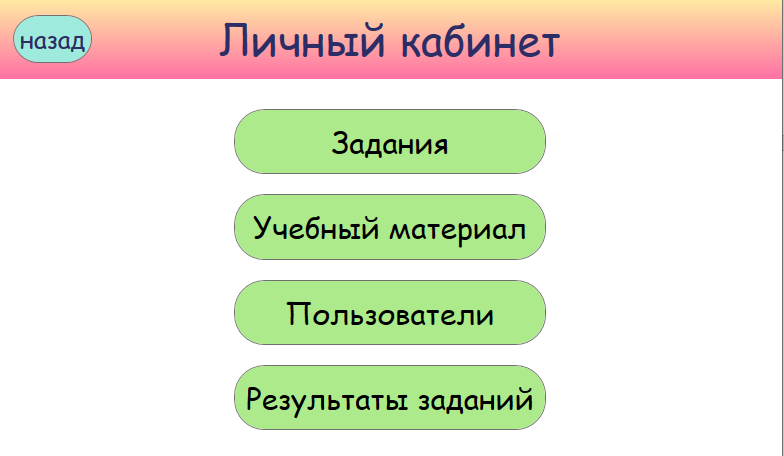 назад
Личный кабинет
Задания
Учебный материал
Пользователи
Результаты заданий